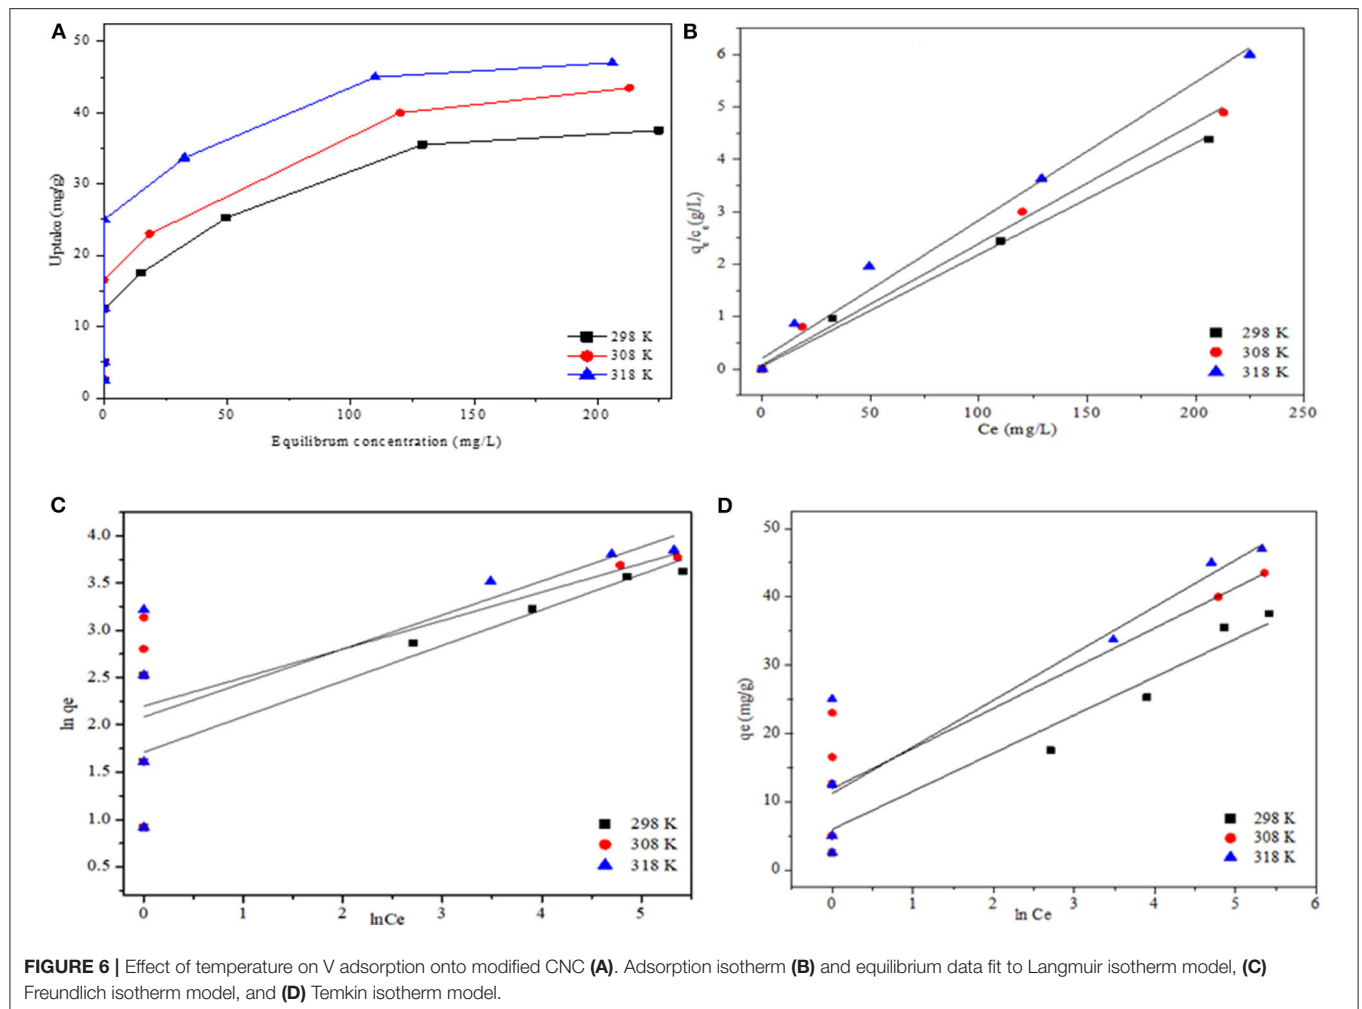 A
50
40
30
20
10
0
Uptake (mg/g)
298 K
308 K
318 K
0
50
100
150
200
Equilibrum concentration (mg/L)
B
6
5
4
3
2
1
0
qe/ce (g/L)
298 K
308 K
318 K
0
50
100
150
200
250
Ce (mg/L)
C
4.0
3.5
3.0
2.5
2.0
1.5
1.0
0.5
ln qe
298 K
308 K
318 K
0
1
2
3
4
5
lnCe
D
50
40
30
20
10
0
qe (mg/g)
298 K
308 K
318 K
0
1
2
3
4
5
6
ln Ce
FIGURE 6 | Effect of temperature on V adsorption onto modified CNC (A). Adsorption isotherm (B) and equilibrium data fit to Langmuir isotherm model, (C)
Freundlich isotherm model, and (D) Temkin isotherm model.